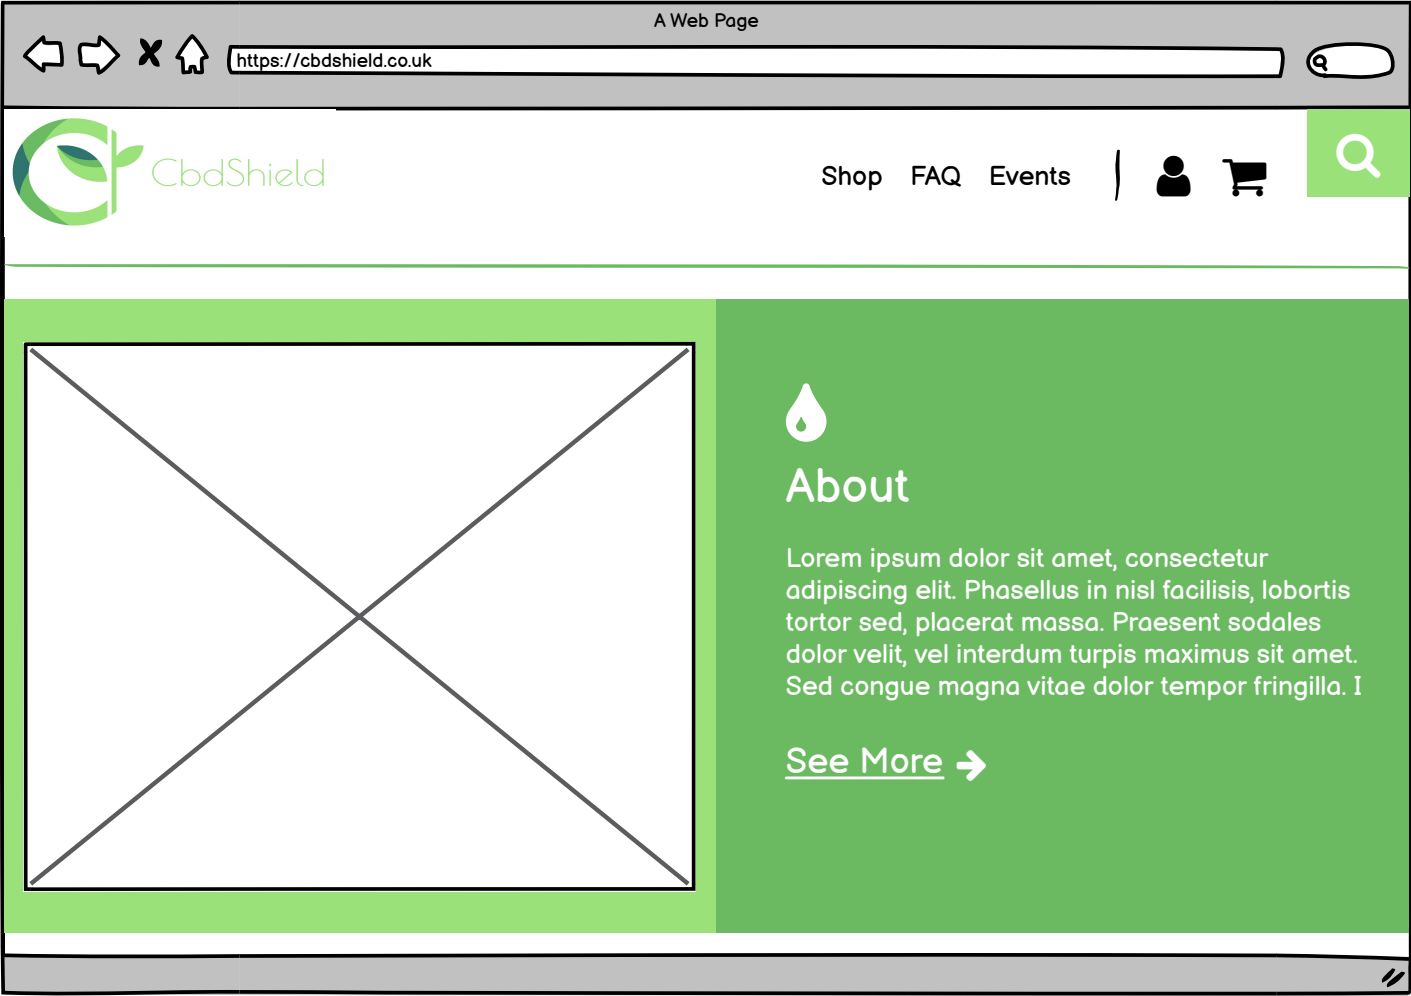 A Web Page
https://cbdshield.co.uk
CbdShield
Shop FAQ Events
About
Lorem ipsum dolor sit amet, consectetur
adipiscing elit. Phasellus in nisl facilisis, lobortis
tortor sed, placerat massa. Praesent sodales
dolor velit, vel interdum turpis maximus sit amet.
Sed congue magna vitae dolor tempor fringilla. I
See More